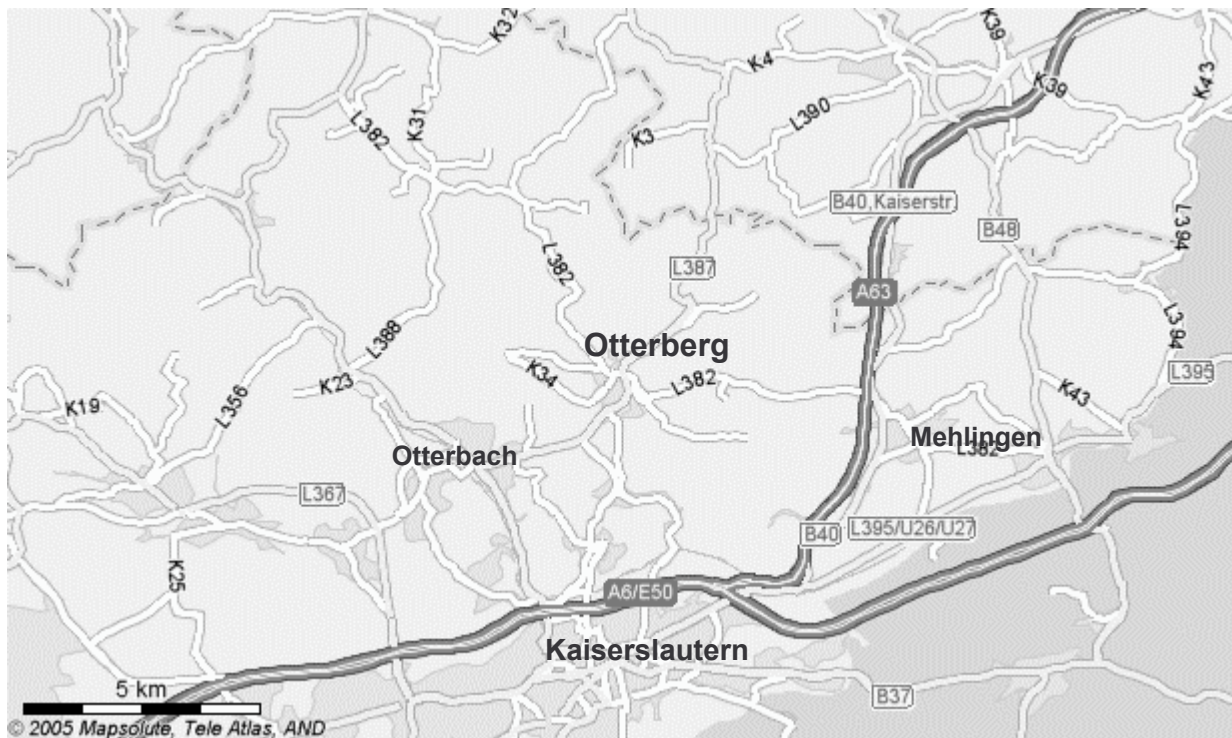 K32
K39
K4
K39
K43
L382
K31
L390
K3
B40,Kaiserstr.
L394
B48
L382
L387
A63
L394
Otterberg
L388
K34
L382
L395
K23
K43
K19
L356
Mehlingen
Otterbach
L382
L367
B40
L395/U26/U27
K25
A6/E50
Kaiserslautern
5 km
B37
© 2005 Mapsolute, Tele Atlas, AND